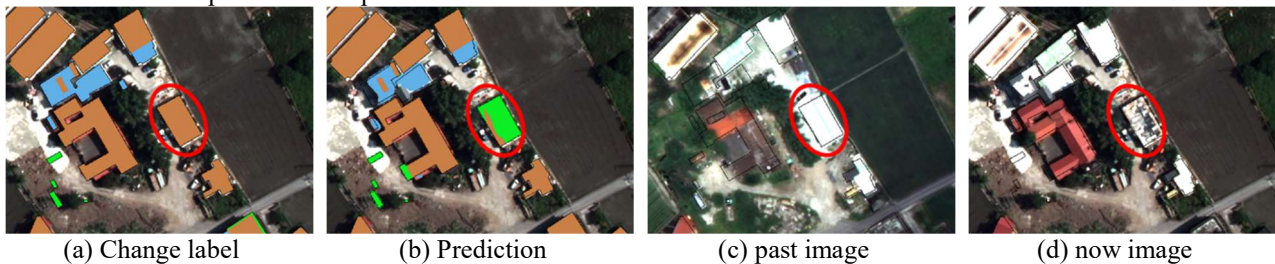 (a) Change label
(b) Prediction
(c) past image
(d) now image